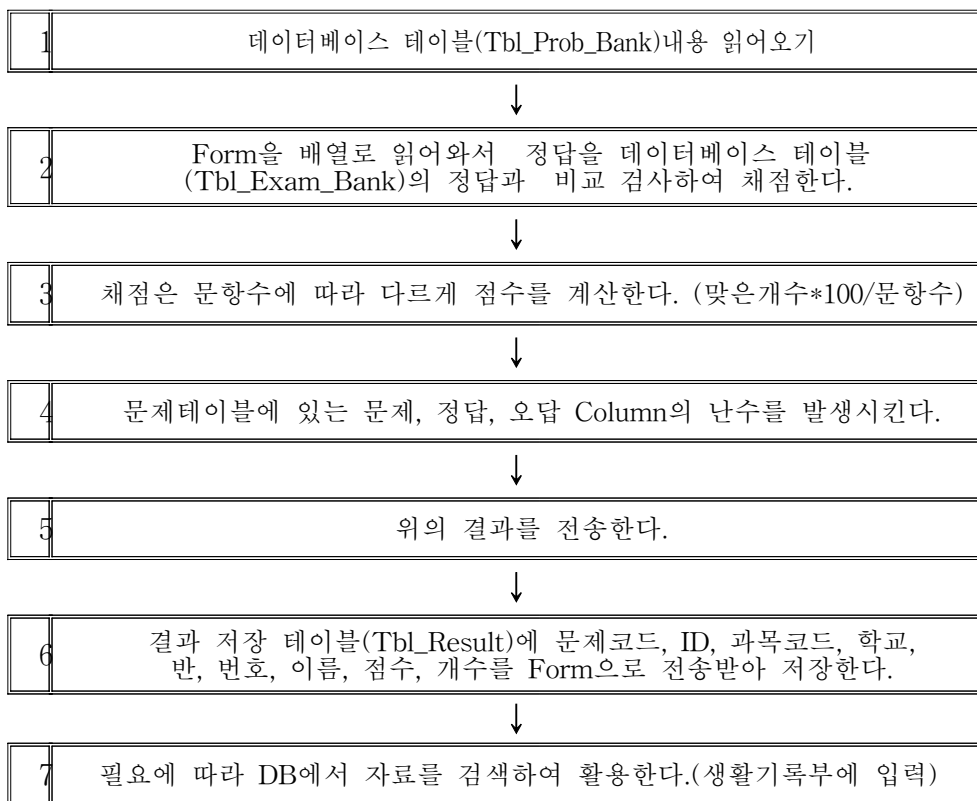 1 데이터베이스 테이블(Tbl_Prob_Bank)내용 읽어오기
↓
2 Form을 배열로 읽어와서 정답을 데이터베이스 테이블
(Tbl_Exam_Bank)의 정답과 비교 검사하여 채점한다.
↓
3 채점은 문항수에 따라 다르게 점수를 계산한다. (맞은개수*100/문항수)
↓
4 문제테이블에 있는 문제, 정답, 오답 Column의 난수를 발생시킨다.
↓
5 위의 결과를 전송한다.
↓
6 결과 저장 테이블(Tbl_Result)에 문제코드, ID, 과목코드, 학교,
반, 번호, 이름, 점수, 개수를 Form으로 전송받아 저장한다.
↓
7 필요에 따라 DB에서 자료를 검색하여 활용한다.(생활기록부에 입력)